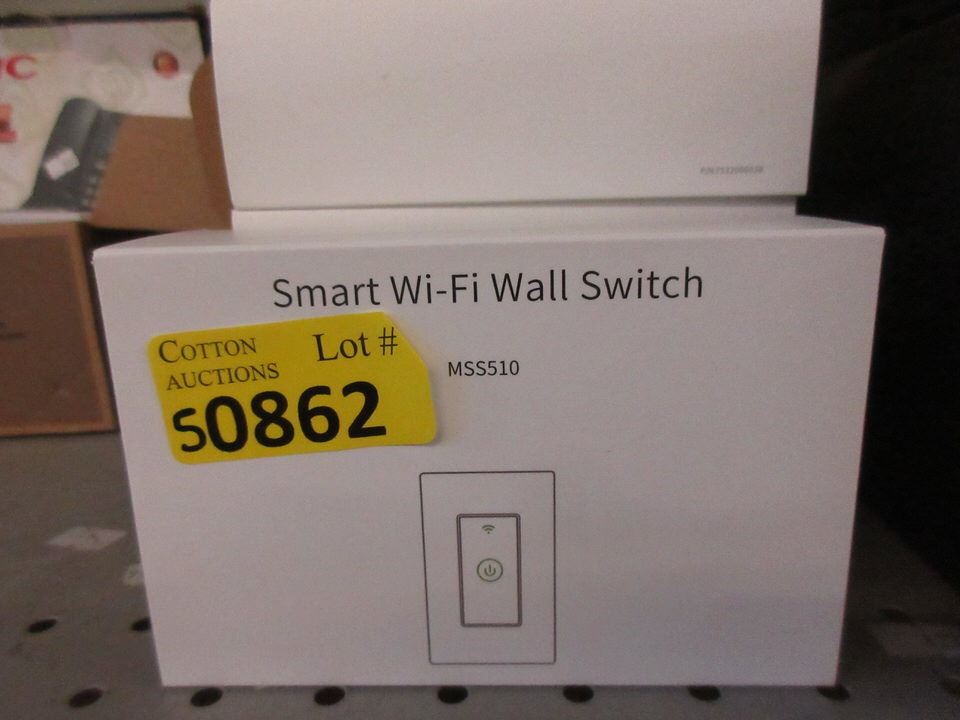 Smart Wi-Fi Wall Switch
COTTON Lot #
AUCTIONS
50862
MSS510